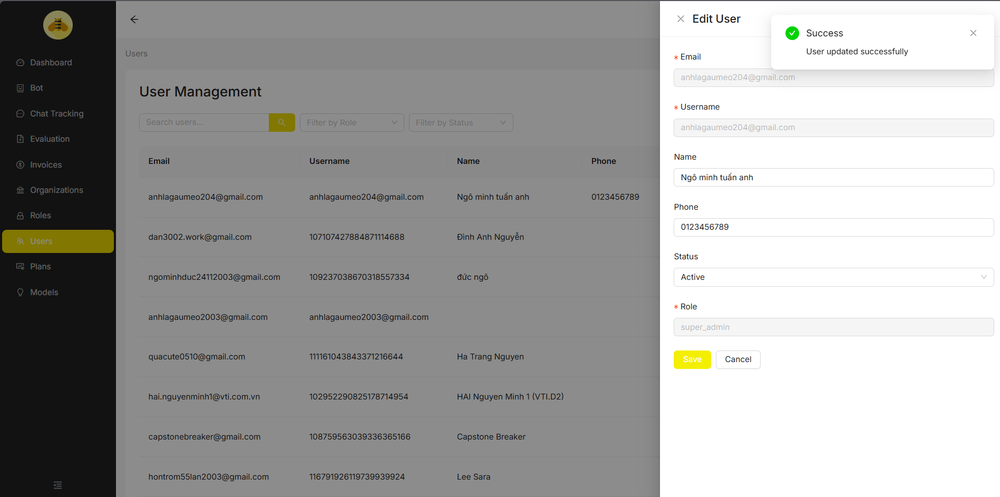 Dashboard
Bot
Chat Tracking
Evaluation
Invoices
Organizations
Roles
Users
Plans
Models
Users
User Management
Search users...
Filter by Role
Filter by Status
Email Username Name Phone
anhlagaumeo204@gmail.com anhlagaumeo204@gmail.com Ngô minh tuấn anh 0123456789
dan3002.work@gmail.com 107107427884871114688 Đình Anh Nguyễn
ngominhduc24112003@gmail.com 109237038670318557334 đức ngô
anhlagaumeo2003@gmail.com anhlagaumeo2003@gmail.com
quacute0510@gmail.com 111161043843371216644 Ha Trang Nguyen
hai.nguyenminh1@vti.com.vn 102952290825178714954 HAI Nguyen Minh 1 (VTI.D2)
capstonebreaker@gmail.com 108759563039336365166 Capstone Breaker
hontrom55lan2003@gmail.com 116791926119739939924 Lee Sara
Edit User
Success
User updated successfully
* Email
anhlagaumeo204@gmail.com
* Username
anhlagaumeo204@gmail.com
Name
Ngô minh tuấn anh
Phone
0123456789
Status
Active
* Role
super_admin
Save Cancel